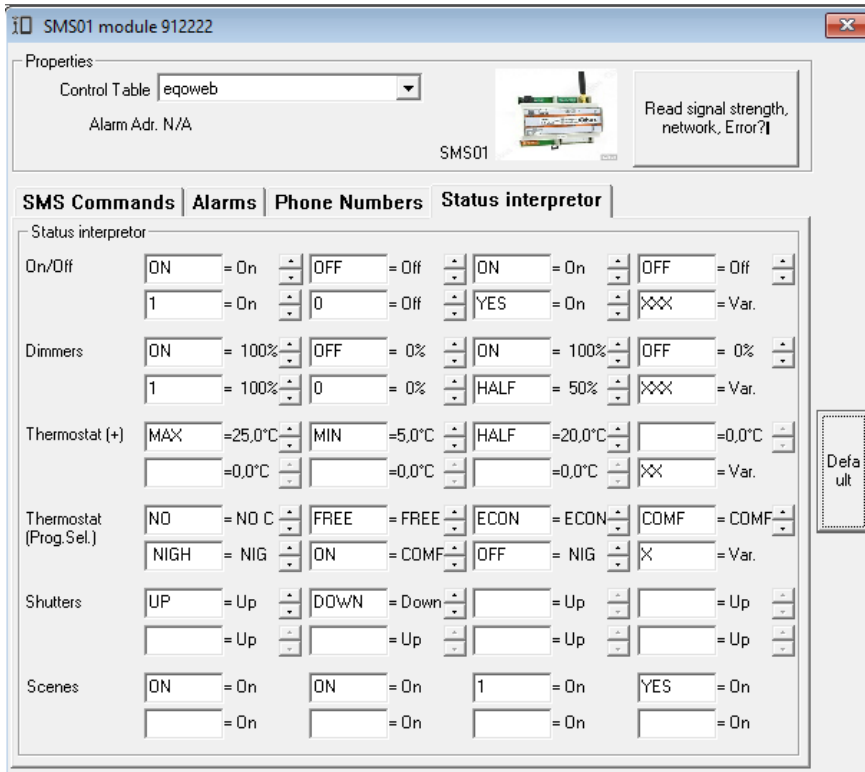 SMS01 module 912222
Properties
Control Table eqoweb
Alarm Adr. N/A
SMS01
Read signal strength,
network, Error?
SMS Commands Alarms Phone Numbers Status interpretor
Status interpretor
On/Off ON = On OFF = Off ON = On OFF = Off
1 = On 0 = Off YES = On XXX = Var.
Dimmers ON = 100% OFF = 0% ON = 100% OFF = 0%
1 = 100% 0 = 0% HALF = 50% XXX = Var.
Thermostat (+) MAX =25,0°C MIN =5,0°C HALF =20,0°C =0,0°C
=0,0°C =0,0°C =0,0°C XX = Var.
Thermostat
(Prog.Sel.)
NO = NO C FREE = FREE ECON = ECON COMF = COMF
NIGH = NIG ON = COMF OFF = NIG X = Var.
Shutters UP = Up DOWN = Down = Up = Up
= Up = Up = Up = Up
Scenes ON = On ON = On 1 = On YES = On
= On = On = On = On
Defa
ult